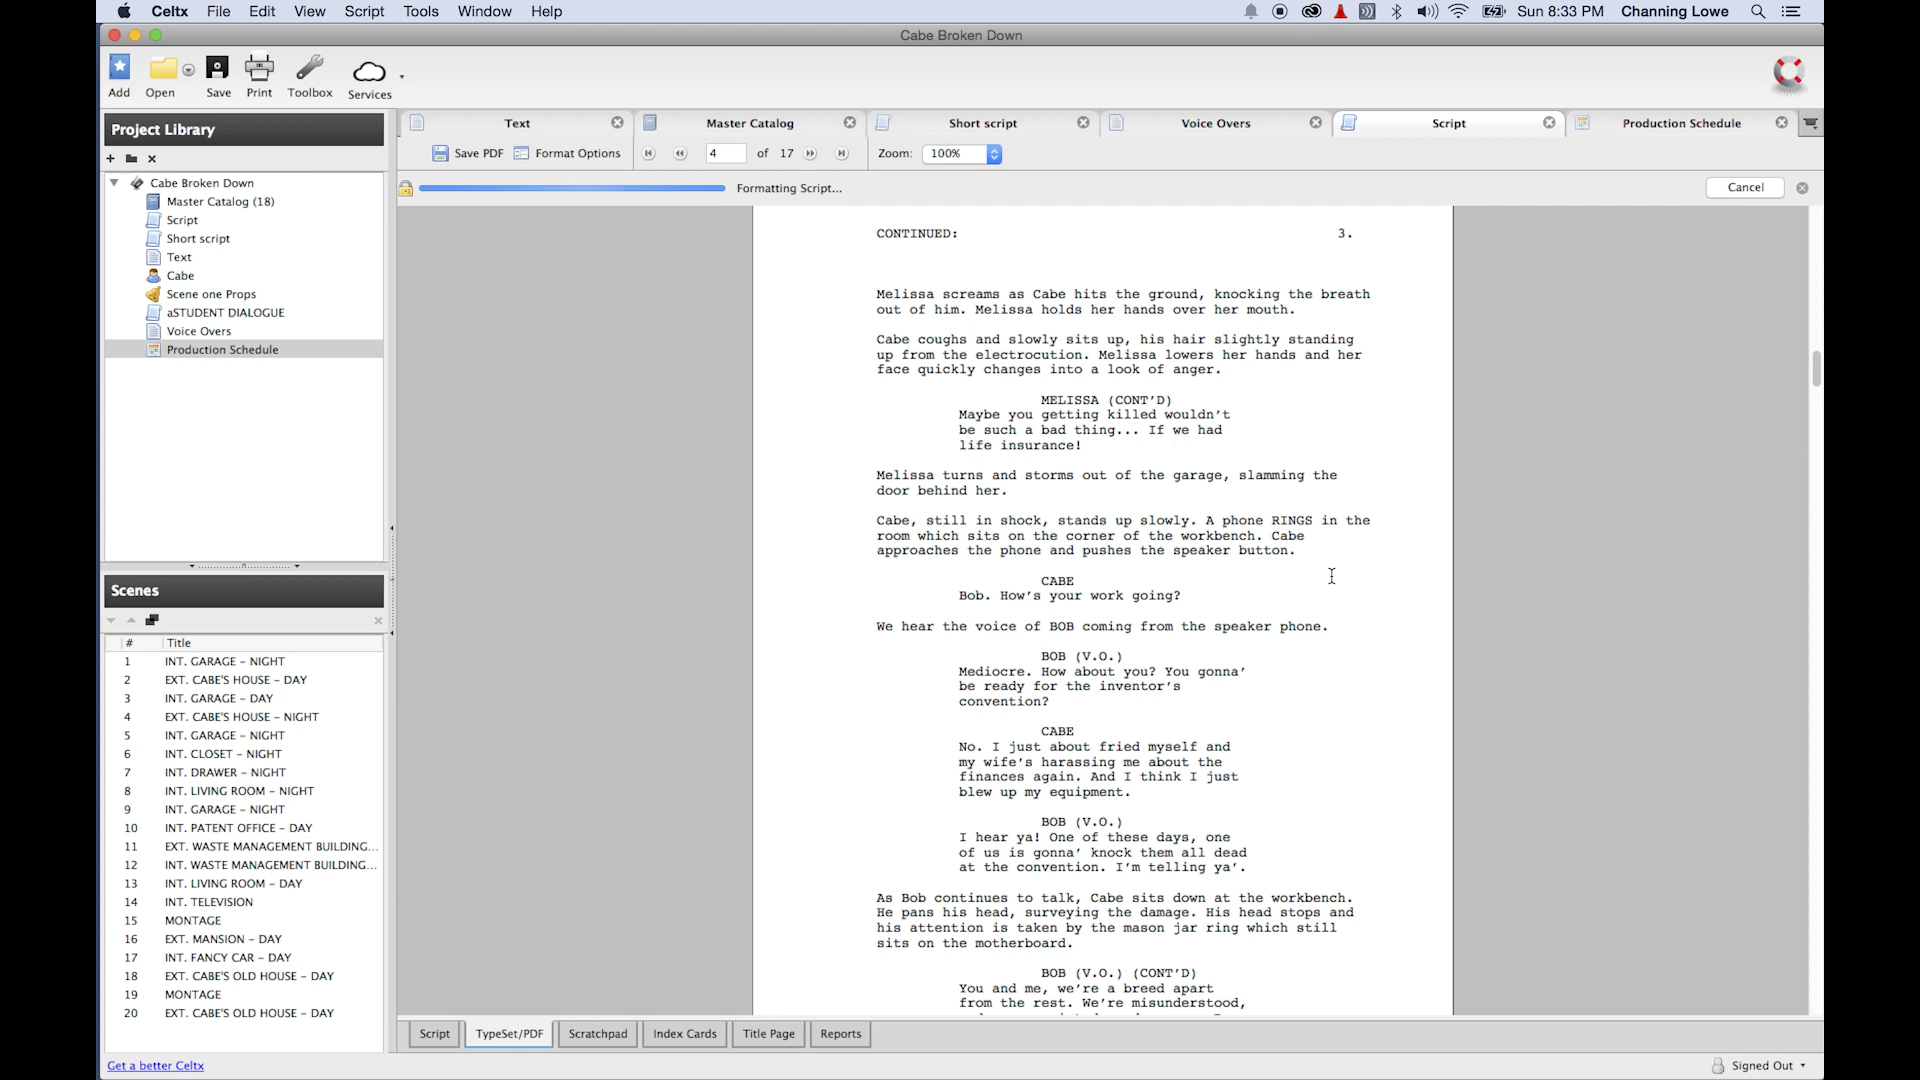 Celtx File Edit View Script Tools Window Help Sun 8:33 PM Channing Lowe
Cabe Broken Down
Add Open Save Print Toolbox Services
Project Library
Text Master Catalog Short script Voice Overs Script Production Schedule
Save PDF Format Options 4 of 17 Zoom: 100%
Formatting Script... Cancel
Cabe Broken Down
Master Catalog (18)
Script
Short script
Text
Cabe
Scene one Props
aSTUDENT DIALOGUE
Voice Overs
Production Schedule
Scenes
# Title
1 INT. GARAGE – NIGHT
2 EXT. CABE'S HOUSE – DAY
3 INT. GARAGE – DAY
4 EXT. CABE'S HOUSE – NIGHT
5 INT. GARAGE – NIGHT
6 INT. CLOSET – NIGHT
7 INT. DRAWER – NIGHT
8 INT. LIVING ROOM – NIGHT
9 INT. GARAGE – NIGHT
10 INT. PATENT OFFICE – DAY
11 EXT. WASTE MANAGEMENT BUILDING...
12 INT. WASTE MANAGEMENT BUILDING...
13 INT. LIVING ROOM – DAY
14 INT. TELEVISION
15 MONTAGE
16 EXT. MANSION – DAY
17 INT. FANCY CAR – DAY
18 EXT. CABE'S OLD HOUSE – DAY
19 MONTAGE
20 EXT. CABE'S OLD HOUSE – DAY
CONTINUED: 3.
Melissa screams as Cabe hits the ground, knocking the breath
out of him. Melissa holds her hands over her mouth.
Cabe coughs and slowly sits up, his hair slightly standing
up from the electrocution. Melissa lowers her hands and her
face quickly changes into a look of anger.
MELISSA (CONT'D)
Maybe you getting killed wouldn't
be such a bad thing... If we had
life insurance!
Melissa turns and storms out of the garage, slamming the
door behind her.
Cabe, still in shock, stands up slowly. A phone RINGS in the
room which sits on the corner of the workbench. Cabe
approaches the phone and pushes the speaker button.
CABE
Bob. How's your work going?
We hear the voice of BOB coming from the speaker phone.
BOB (V.O.)
Mediocre. How about you? You gonna'
be ready for the inventor's
convention?
CABE
No. I just about fried myself and
my wife's harassing me about the
finances again. And I think I just
blew up my equipment.
BOB (V.O.)
I hear ya! One of these days, one
of us is gonna' knock them all dead
at the convention. I'm telling ya'.
As Bob continues to talk, Cabe sits down at the workbench.
He pans his head, surveying the damage. His head stops and
his attention is taken by the mason jar ring which still
sits on the motherboard.
BOB (V.O.) (CONT'D)
You and me, we're a breed apart
from the rest. We're misunderstood,
Script TypeSet/PDF Scratchpad Index Cards Title Page Reports
Get a better Celtx Signed Out